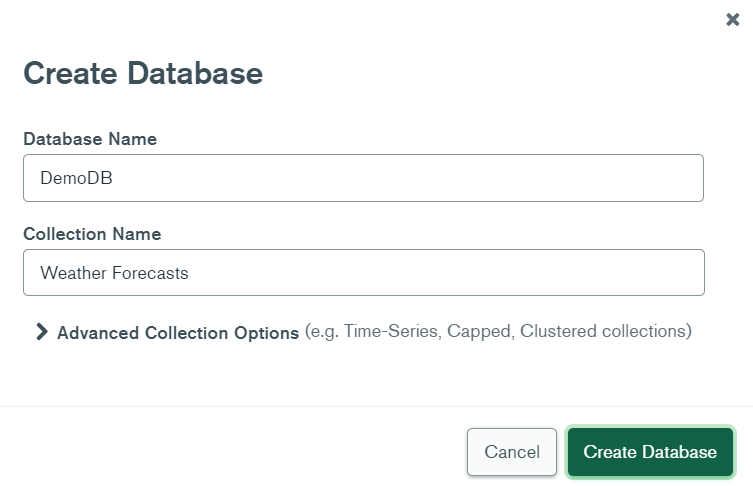 Create Database
Database Name
DemoDB
Collection Name
Weather Forecasts
Advanced Collection Options (e.g. Time-Series, Capped, Clustered collections)
Cancel Create Database